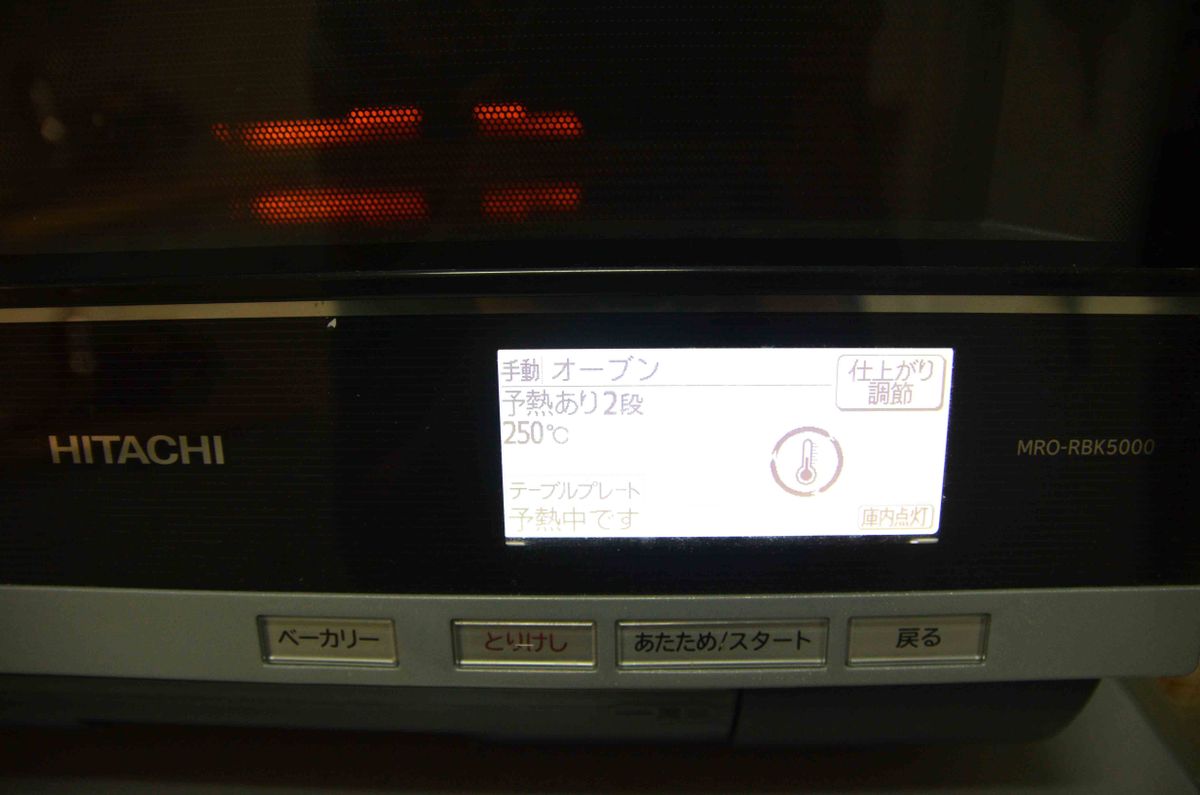 手動 オーブン
仕上がり
調節
予熱あり2段
250℃
HITACHI
MRO-RBK5000
テーブルプレート
予熱中です
庫内点灯
ベーカリー
とりけし
あたため!スタート
戻る